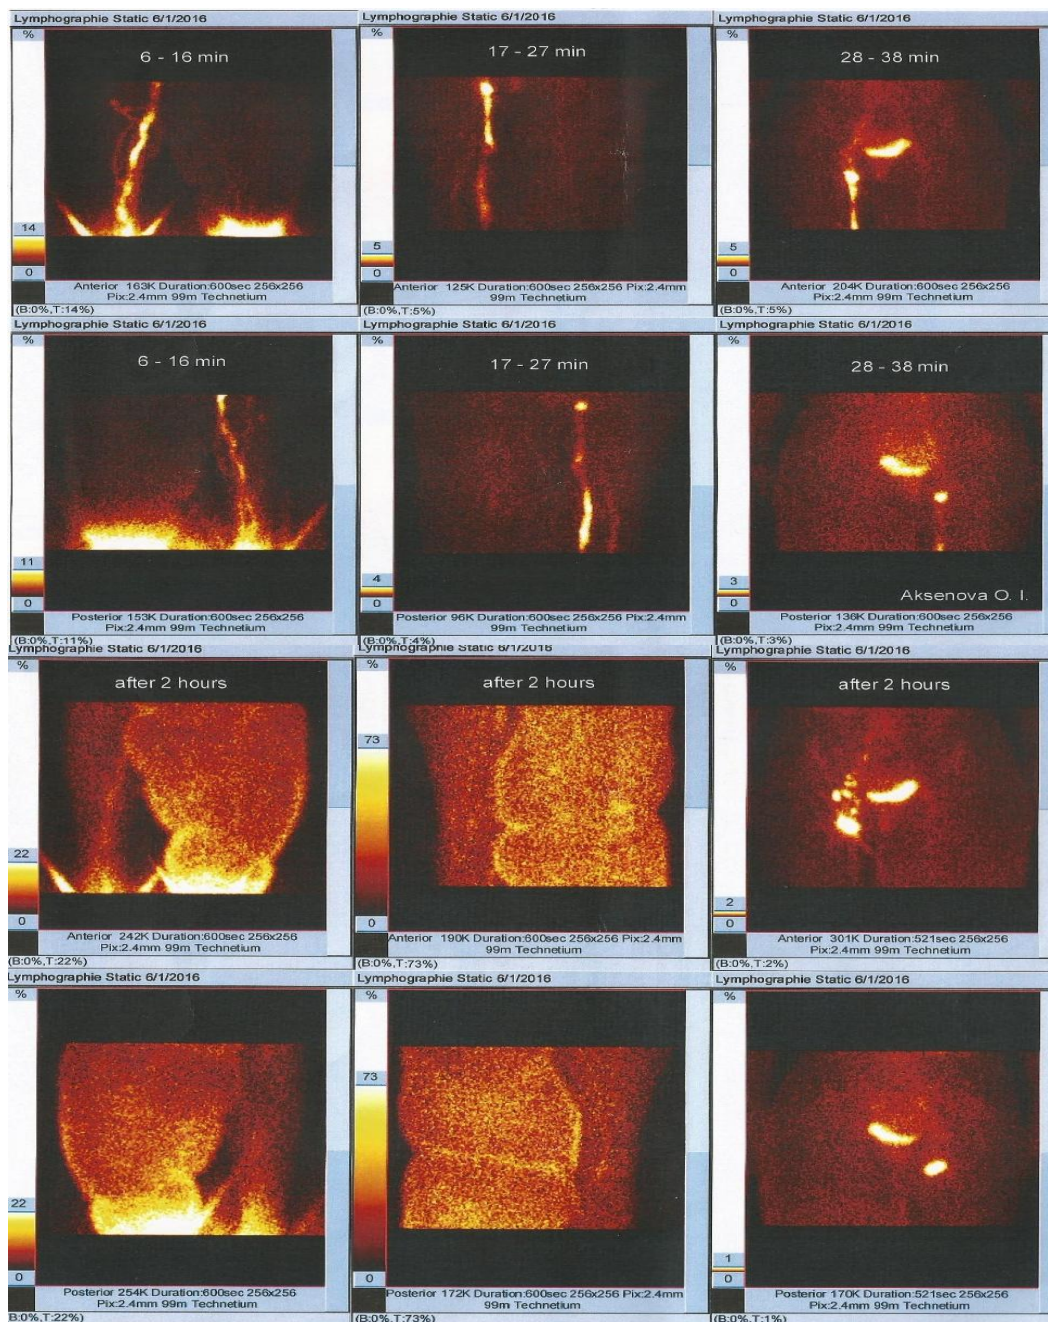 Lymphographie Static 6/1/2016
%
6 - 16 min
14
0
Anterior 163K Duration:600sec 256x256
Pix:2.4mm 99m Technetium
(B:0%,T:14%)
Lymphographie Static 6/1/2016
%
17 - 27 min
5
0
Anterior 125K Duration:600sec 256x256 Pix:2.4mm
99m Technetium
(B:0%,T:5%)
Lymphographie Static 6/1/2016
%
28 - 38 min
5
0
Anterior 204K Duration:600sec 256x256
Pix:2.4mm 99m Technetium
(B:0%,T:5%)
Lymphographie Static 6/1/2016
%
6 - 16 min
11
0
Posterior 153K Duration:600sec 256x256
Pix:2.4mm 99m Technetium
(B:0%,T:11%)
Lymphographie Static 6/1/2016
%
17 - 27 min
4
0
Posterior 96K Duration:600sec 256x256 Pix:2.4mm
99m Technetium
(B:0%,T:4%)
Lymphographie Static 6/1/2016
%
28 - 38 min
3
0
Aksenova O. I.
Posterior 136K Duration:600sec 256x256
Pix:2.4mm 99m Technetium
(B:0%,T:3%)
Lymphographie Static 6/1/2016
%
after 2 hours
22
0
Anterior 242K Duration:600sec 256x256
Pix:2.4mm 99m Technetium
(B:0%,T:22%)
Lymphographie Static 6/1/2016
%
after 2 hours
73
0
Anterior 190K Duration:600sec 256x256 Pix:2.4mm
99m Technetium
(B:0%,T:73%)
Lymphographie Static 6/1/2016
%
after 2 hours
2
0
Anterior 301K Duration:521sec 256x256
Pix:2.4mm 99m Technetium
(B:0%,T:2%)
Lymphographie Static 6/1/2016
%
22
0
Posterior 254K Duration:600sec 256x256
Pix:2.4mm 99m Technetium
(B:0%,T:22%)
Lymphographie Static 6/1/2016
%
73
0
Posterior 172K Duration:600sec 256x256 Pix:2.4mm
99m Technetium
(B:0%,T:73%)
Lymphographie Static 6/1/2016
%
1
0
Posterior 170K Duration:521sec 256x256
Pix:2.4mm 99m Technetium
(B:0%,T:1%)